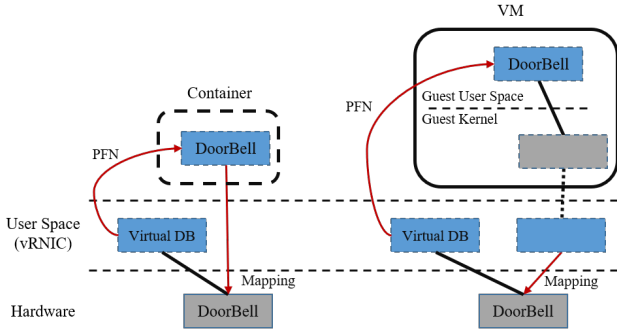 VM
Container
DoorBell
PFN
DoorBell
Guest User Space
Guest Kernel
PFN
User Space
(vRNIC)
Virtual DB
Virtual DB
Mapping
Mapping
Hardware
DoorBell
DoorBell